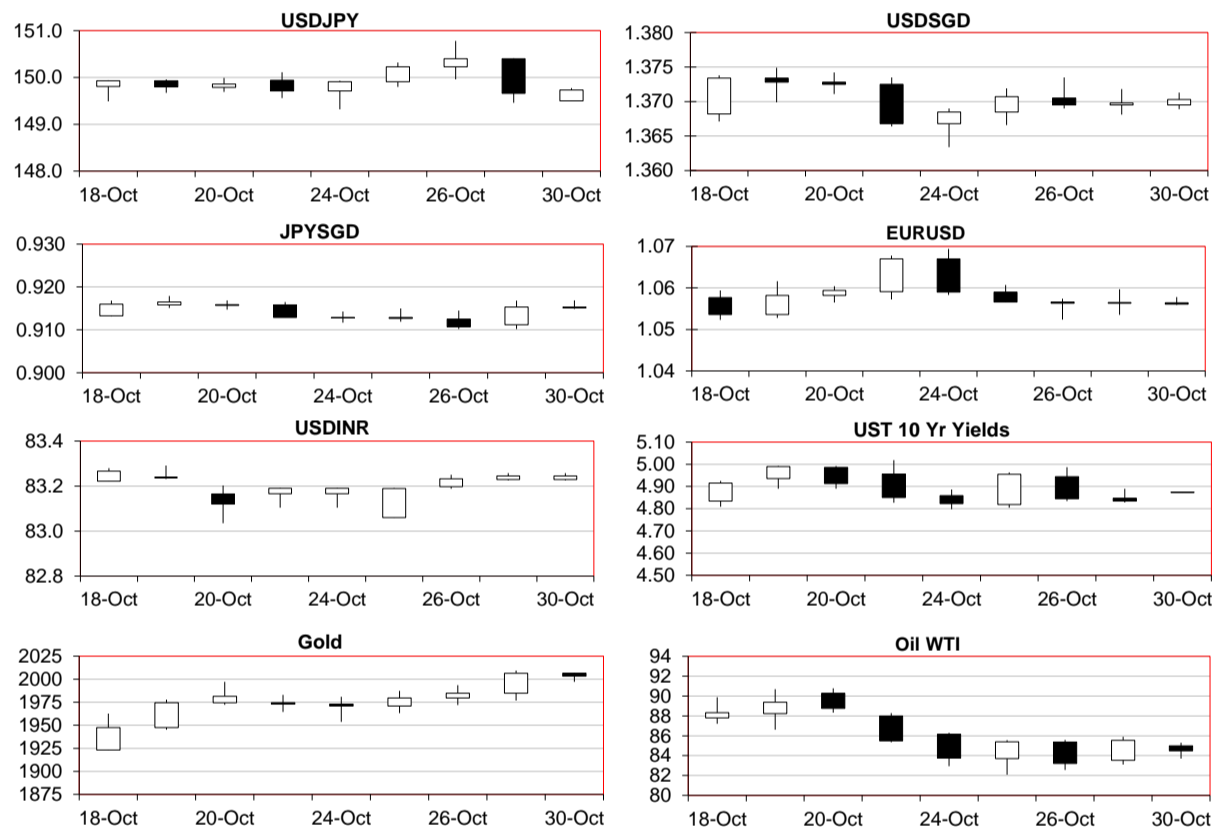 USDJPY
151.0
150.0
149.0
148.0
18-Oct 20-Oct 24-Oct 26-Oct 30-Oct
USDSGD
1.380
1.375
1.370
1.365
1.360
18-Oct 20-Oct 24-Oct 26-Oct 30-Oct
JPYSGD
0.930
0.920
0.910
0.900
18-Oct 20-Oct 24-Oct 26-Oct 30-Oct
EURUSD
1.07
1.06
1.05
1.04
18-Oct 20-Oct 24-Oct 26-Oct 30-Oct
USDINR
83.4
83.2
83.0
82.8
18-Oct 20-Oct 24-Oct 26-Oct 30-Oct
UST 10 Yr Yields
5.10
5.00
4.90
4.80
4.70
4.60
4.50
18-Oct 20-Oct 24-Oct 26-Oct 30-Oct
Gold
2025
2000
1975
1950
1925
1900
1875
18-Oct 20-Oct 24-Oct 26-Oct 30-Oct
Oil WTI
94
92
90
88
86
84
82
80
18-Oct 20-Oct 24-Oct 26-Oct 30-Oct